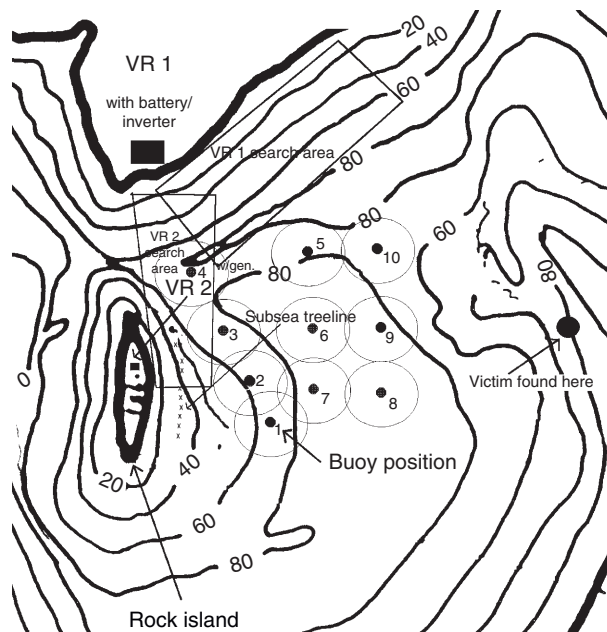 20
40
60
VR 1
with battery/
inverter
VR 1 search area
80
80
60
80
VR 2
search
area
w/gen.
4
5
10
80
VR 2
Subsea treeline
3
6
9
0
2
7
8
Victim found here
1
Buoy position
20
40
60
80
Rock island